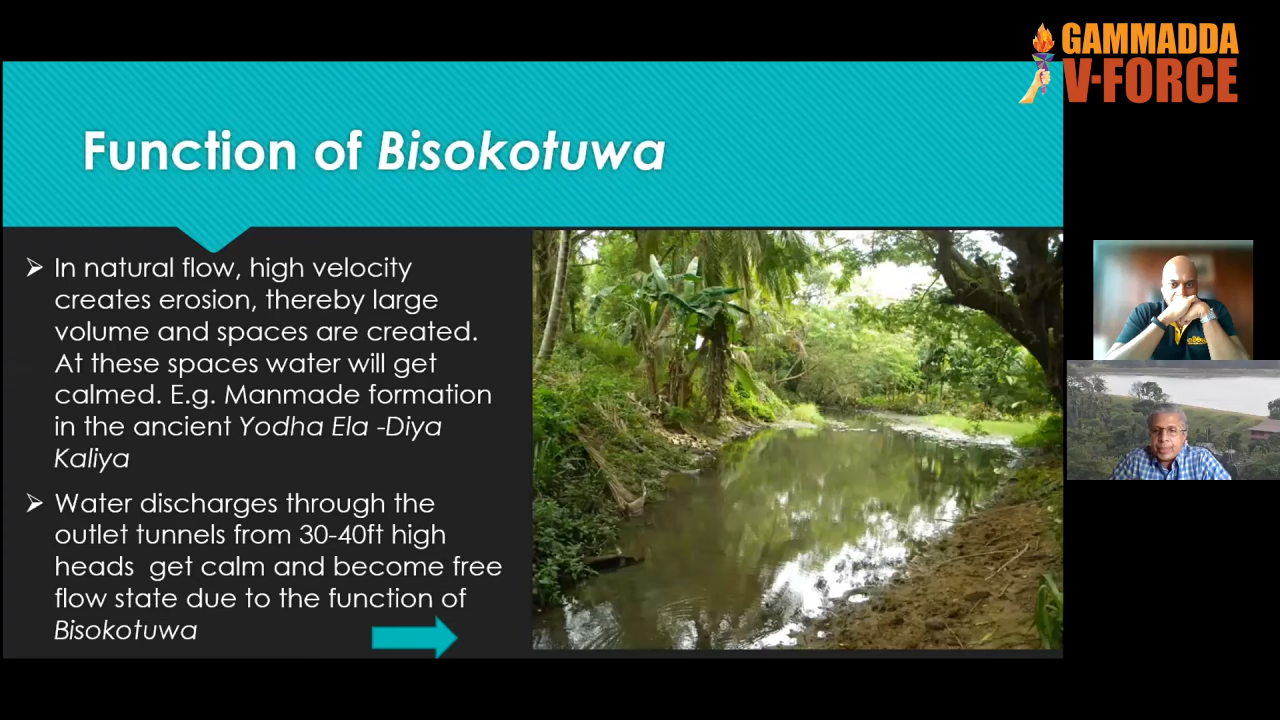 GAMMADDA
V-FORCE
Function of Bisokotuwa
➢ In natural flow, high velocity
creates erosion, thereby large
volume and spaces are created.
At these spaces water will get
calmed. E.g. Manmade formation
in the ancient Yodha Ela -Diya
Kaliya
➢ Water discharges through the
outlet tunnels from 30-40ft high
heads  get calm and become free
flow state due to the function of
Bisokotuwa